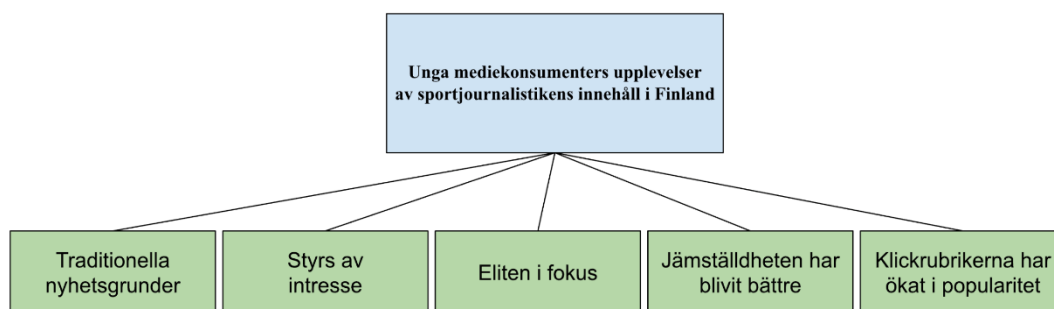 Unga mediekonsumenters upplevelser
av sportjournalistikens innehåll i Finland
Traditionella
nyhetsgrunder
Styrs av
intresse
Eliten i fokus
Jämställdheten har
blivit bättre
Klickrubrikerna har
ökat i popularitet